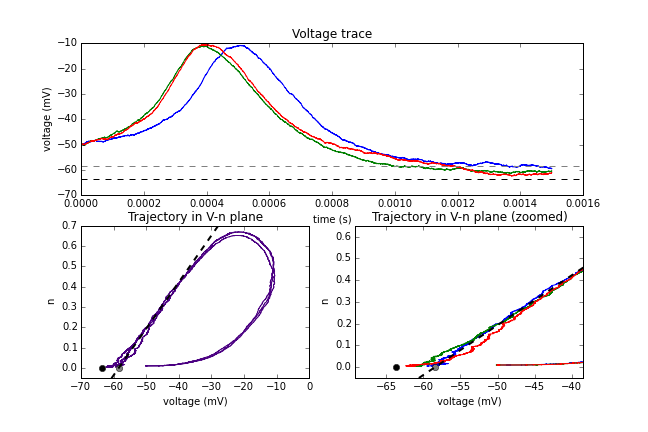 Voltage trace
−10
−20
−30
−40
−50
−60
−70
voltage (mV)
0.0000 0.0002 0.0004 0.0006 0.0008 0.0010 0.0012 0.0014 0.0016
time (s)
Trajectory in V-n plane
0.7
0.6
0.5
0.4
0.3
0.2
0.1
0.0
n
−70 −60 −50 −40 −30 −20 −10 0
voltage (mV)
Trajectory in V-n plane (zoomed)
0.6
0.5
0.4
0.3
0.2
0.1
0.0
n
−65 −60 −55 −50 −45 −40
voltage (mV)